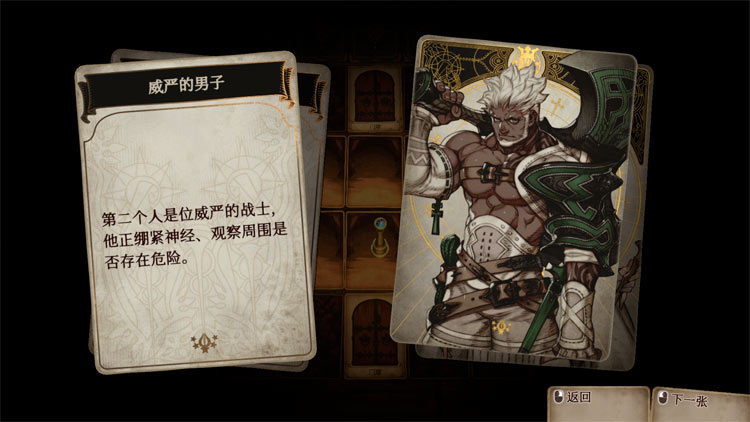 威严的男子
第二个人是位威严的战士，
他正绷紧神经、观察周围是
否存在危险。
返回
下一张